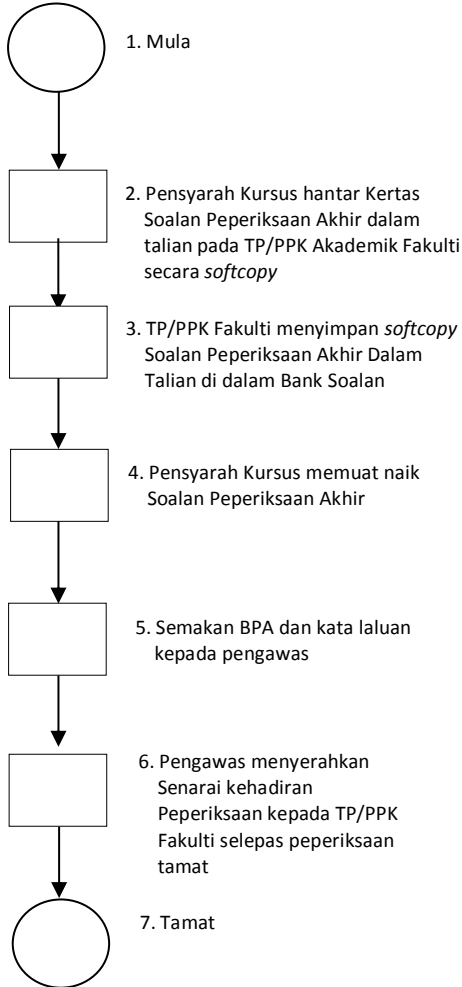 1. Mula
2. Pensyarah Kursus hantar Kertas
Soalan Peperiksaan Akhir dalam
talian pada TP/PPK Akademik Fakulti
secara softcopy
3. TP/PPK Fakulti menyimpan softcopy
Soalan Peperiksaan Akhir Dalam
Talian di dalam Bank Soalan
4. Pensyarah Kursus memuat naik
Soalan Peperiksaan Akhir
5. Semakan BPA dan kata laluan
kepada pengawas
6. Pengawas menyerahkan
Senarai kehadiran
Peperiksaan kepada TP/PPK
Fakulti selepas peperiksaan
tamat
7. Tamat